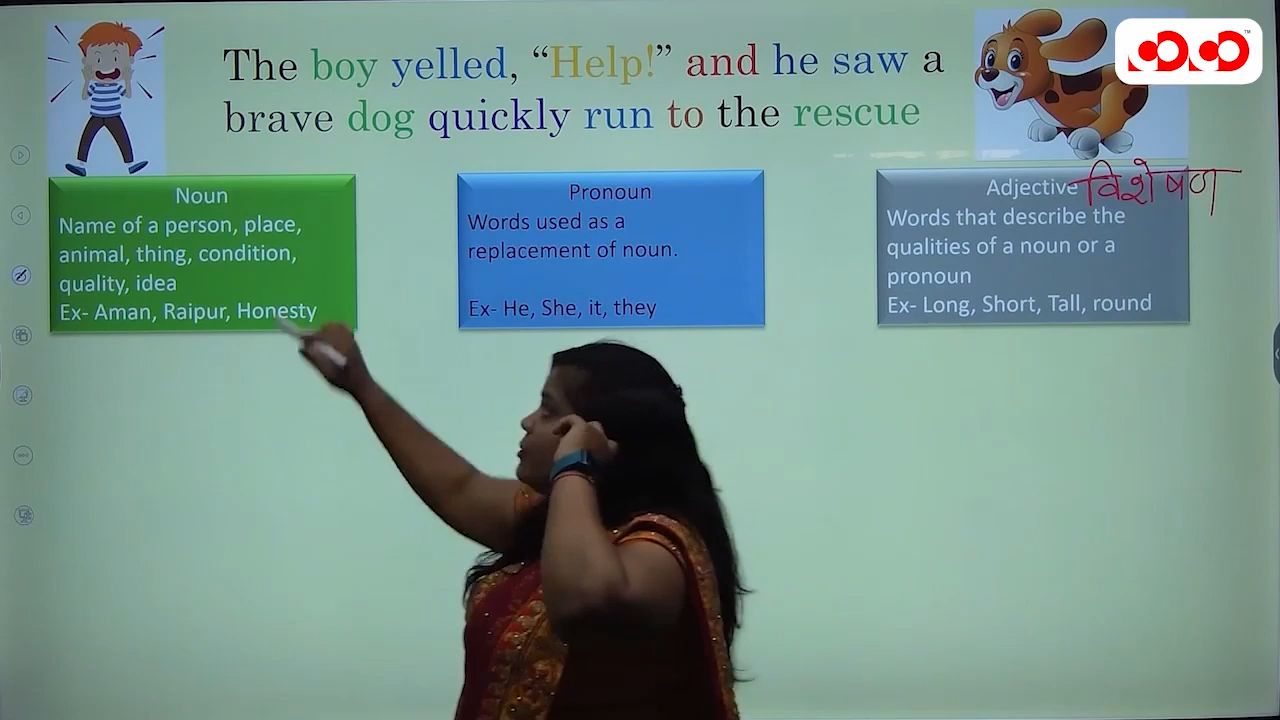 The boy yelled, “Help!” and he saw a
brave dog quickly run to the rescue
Noun
Name of a person, place,
animal, thing, condition,
quality, idea
Ex- Aman, Raipur, Honesty
Pronoun
Words used as a
replacement of noun.
Ex- He, She, it, they
Adjective विशेषण
Words that describe the
qualities of a noun or a
pronoun
Ex- Long, Short, Tall, round